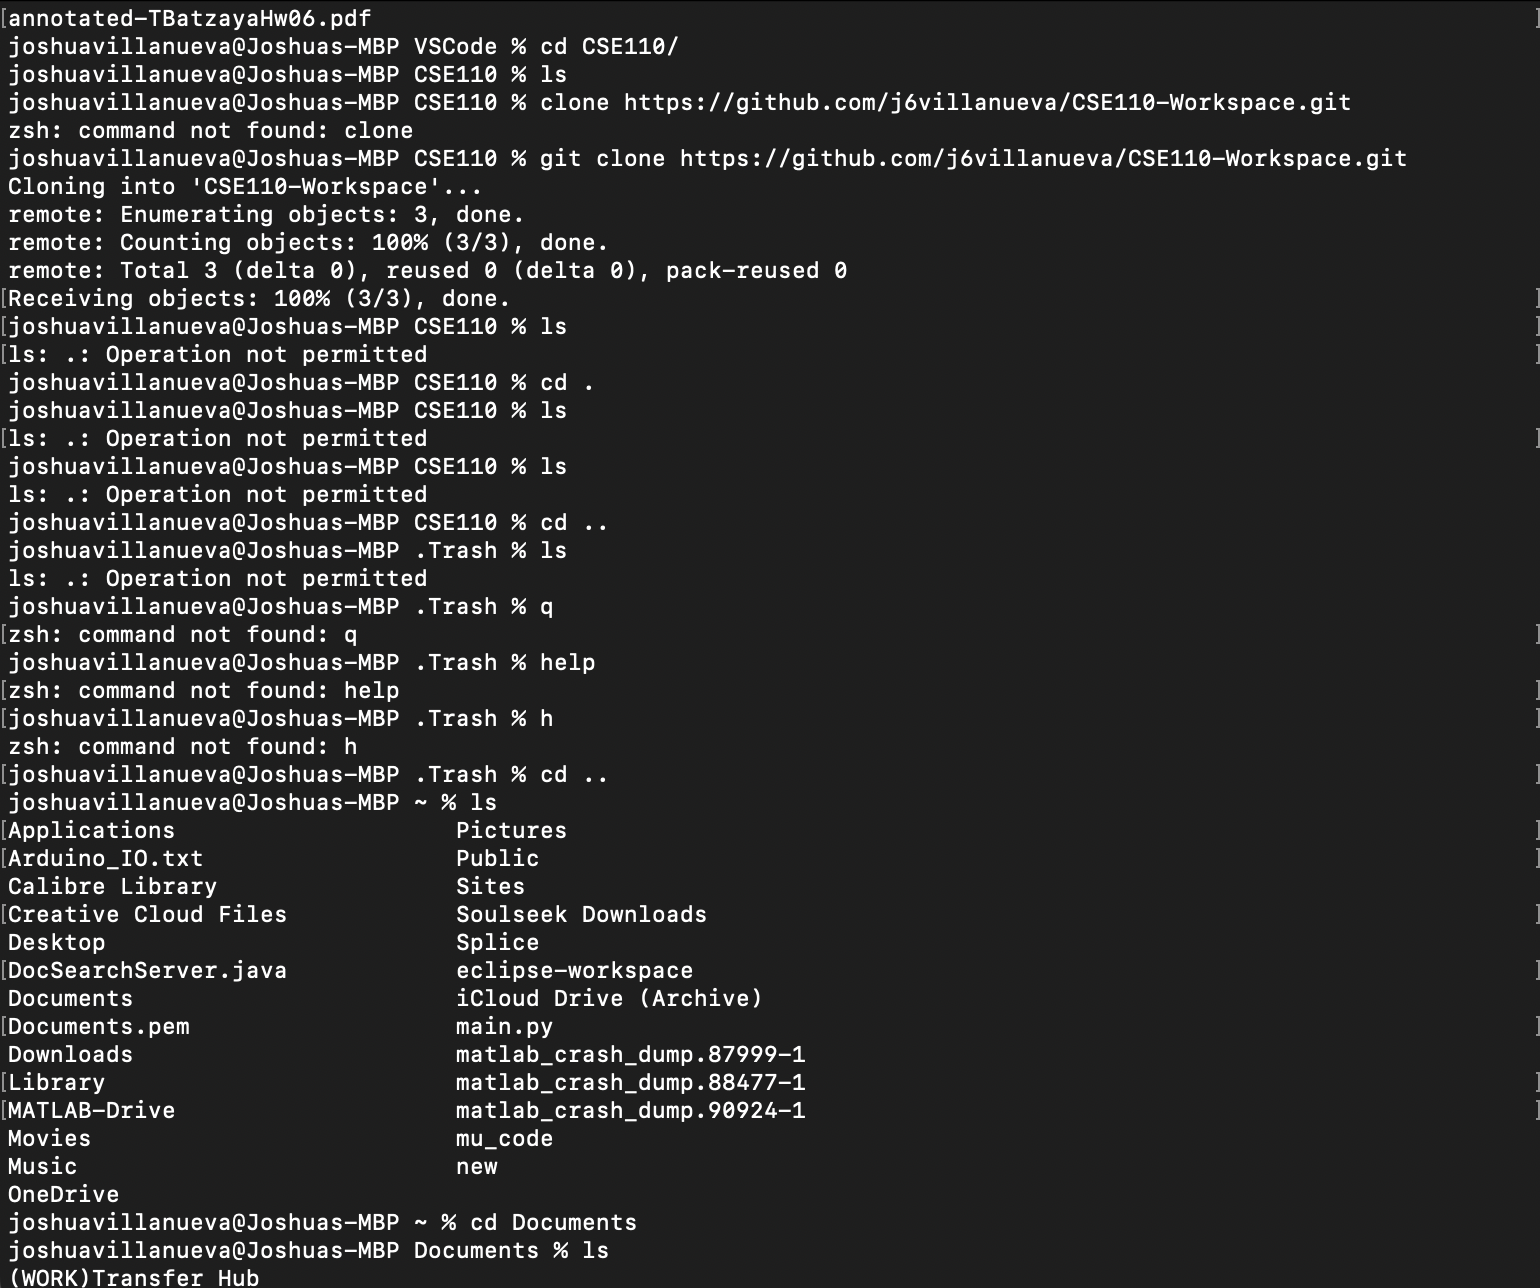 annotated-TBatzayaHw06.pdf
joshuavillanueva@Joshuas-MBP VSCode % cd CSE110/
joshuavillanueva@Joshuas-MBP CSE110 % ls
joshuavillanueva@Joshuas-MBP CSE110 % clone https://github.com/j6villanueva/CSE110-Workspace.git
zsh: command not found: clone
joshuavillanueva@Joshuas-MBP CSE110 % git clone https://github.com/j6villanueva/CSE110-Workspace.git
Cloning into 'CSE110-Workspace'...
remote: Enumerating objects: 3, done.
remote: Counting objects: 100% (3/3), done.
remote: Total 3 (delta 0), reused 0 (delta 0), pack-reused 0
Receiving objects: 100% (3/3), done.
joshuavillanueva@Joshuas-MBP CSE110 % ls
ls: .: Operation not permitted
joshuavillanueva@Joshuas-MBP CSE110 % cd .
joshuavillanueva@Joshuas-MBP CSE110 % ls
ls: .: Operation not permitted
joshuavillanueva@Joshuas-MBP CSE110 % ls
ls: .: Operation not permitted
joshuavillanueva@Joshuas-MBP CSE110 % cd ..
joshuavillanueva@Joshuas-MBP .Trash % ls
ls: .: Operation not permitted
joshuavillanueva@Joshuas-MBP .Trash % q
zsh: command not found: q
joshuavillanueva@Joshuas-MBP .Trash % help
zsh: command not found: help
joshuavillanueva@Joshuas-MBP .Trash % h
zsh: command not found: h
joshuavillanueva@Joshuas-MBP .Trash % cd ..
joshuavillanueva@Joshuas-MBP ~ % ls
Applications Pictures
Arduino_IO.txt Public
Calibre Library Sites
Creative Cloud Files Soulseek Downloads
Desktop Splice
DocSearchServer.java eclipse-workspace
Documents iCloud Drive (Archive)
Documents.pem main.py
Downloads matlab_crash_dump.87999-1
Library matlab_crash_dump.88477-1
MATLAB-Drive matlab_crash_dump.90924-1
Movies mu_code
Music new
OneDrive
joshuavillanueva@Joshuas-MBP ~ % cd Documents
joshuavillanueva@Joshuas-MBP Documents % ls
(WORK)Transfer Hub